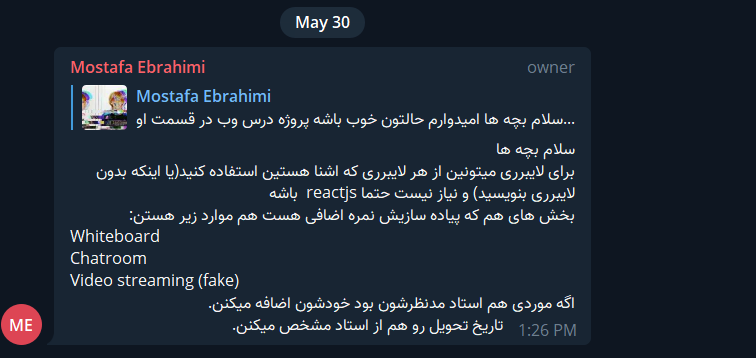 May 30
Mostafa Ebrahimi owner
Mostafa Ebrahimi
سلام بچه ها امیدوارم حالتون خوب باشه پروژه درس وب در قسمت او...
سلام بچه ها
برای لایبرری میتونین از هر لایبرری که اشنا هستین استفاده کنید(یا اینکه بدون
لایبرری بنویسید) و نیاز نیست حتما reactjs باشه
بخش های هم که پیاده سازیش نمره اضافی هست هم موارد زیر هستن:
Whiteboard
Chatroom
Video streaming (fake)
اگه موردی هم استاد مدنظرشون بود خودشون اضافه میکنن.
تاریخ تحویل رو هم از استاد مشخص میکنن.
1:26 PM
ME